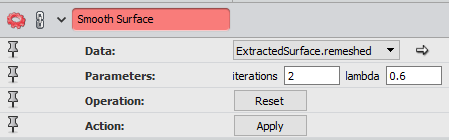 Smooth Surface
Data: ExtractedSurface.remeshed
Parameters: iterations 2 lambda 0.6
Operation: Reset
Action: Apply